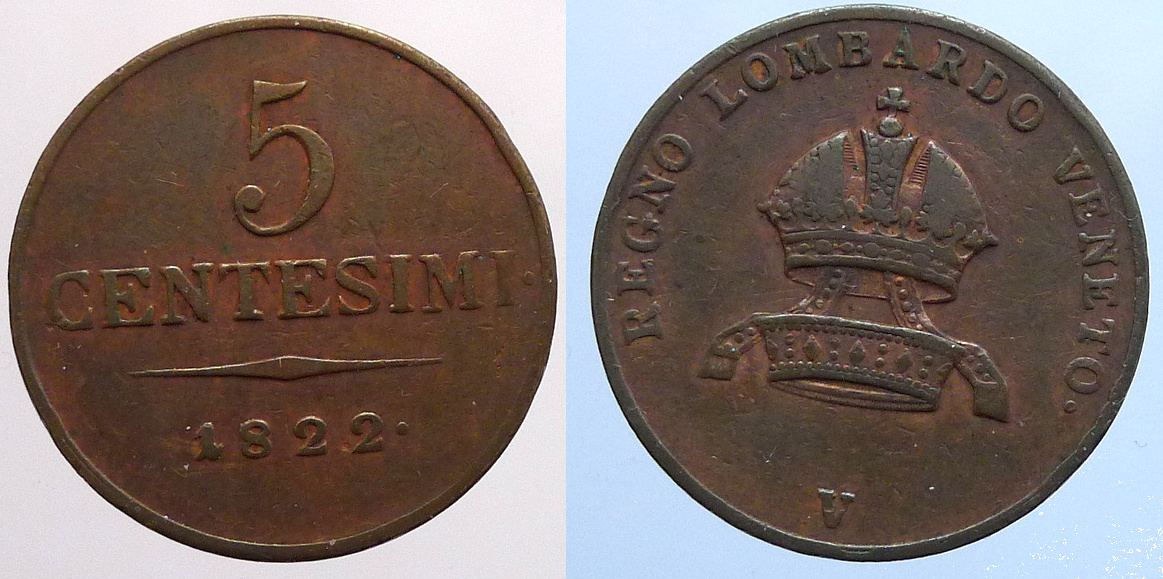 5
CENTESIMI.
1822.
REGNO LOMBARDO VENETO.
V